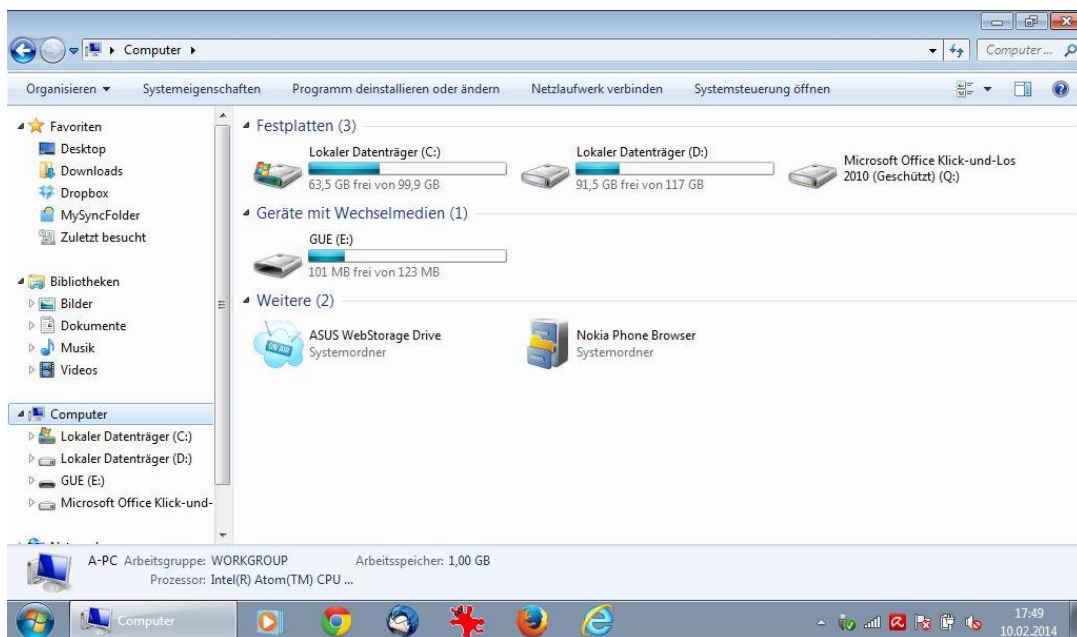 Computer
Computer ...
Organisieren
Systemeigenschaften
Programm deinstallieren oder ändern
Netzlaufwerk verbinden
Systemsteuerung öffnen
Favoriten
Desktop
Downloads
Dropbox
MySyncFolder
Zuletzt besucht
Bibliotheken
Bilder
Dokumente
Musik
Videos
Computer
Lokaler Datenträger (C:)
Lokaler Datenträger (D:)
GUE (E:)
Microsoft Office Klick-und-
Festplatten (3)
Lokaler Datenträger (C:)
63,5 GB frei von 99,9 GB
Lokaler Datenträger (D:)
91,5 GB frei von 117 GB
Microsoft Office Klick-und-Los
2010 (Geschützt) (Q:)
Geräte mit Wechselmedien (1)
GUE (E:)
101 MB frei von 123 MB
Weitere (2)
ON AIR
ASUS WebStorage Drive
Systemordner
Nokia Phone Browser
Systemordner
A-PC Arbeitsgruppe: WORKGROUP Arbeitsspeicher: 1,00 GB
Prozessor: Intel(R) Atom(TM) CPU ...
Computer
17:49
10.02.2014